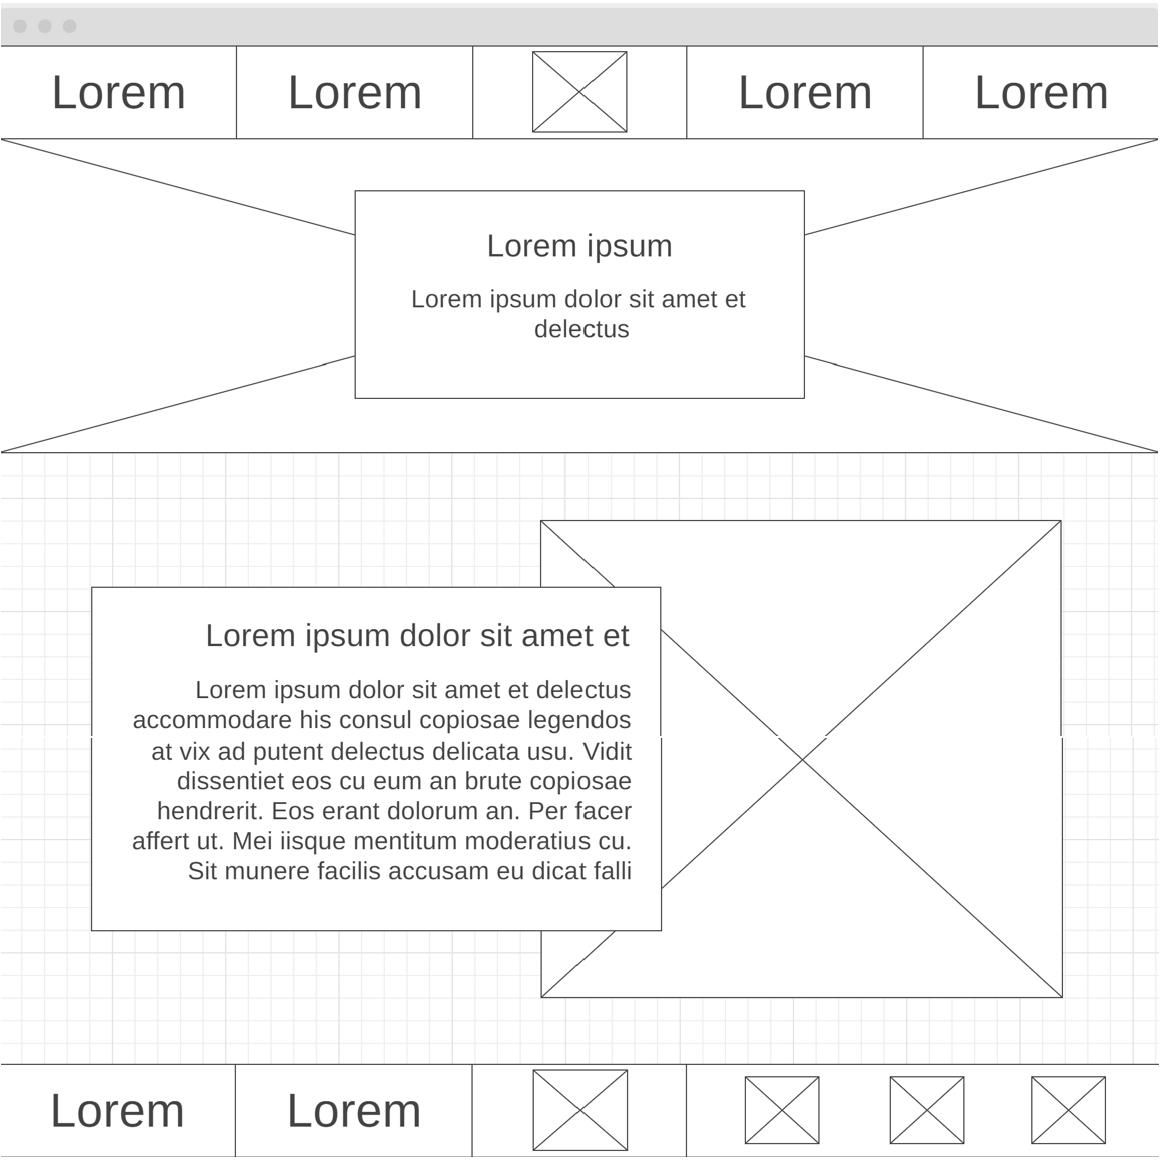 Lorem
Lorem
Lorem
Lorem
Lorem ipsum
Lorem ipsum dolor sit amet et
delectus
Lorem ipsum dolor sit amet et
Lorem ipsum dolor sit amet et delectus
accommodare his consul copiosae legendos
at vix ad putent delectus delicata usu. Vidit
dissentiet eos cu eum an brute copiosae
hendrerit. Eos erant dolorum an. Per facer
affert ut. Mei iisque mentitum moderatius cu.
Sit munere facilis accusam eu dicat falli
Lorem
Lorem